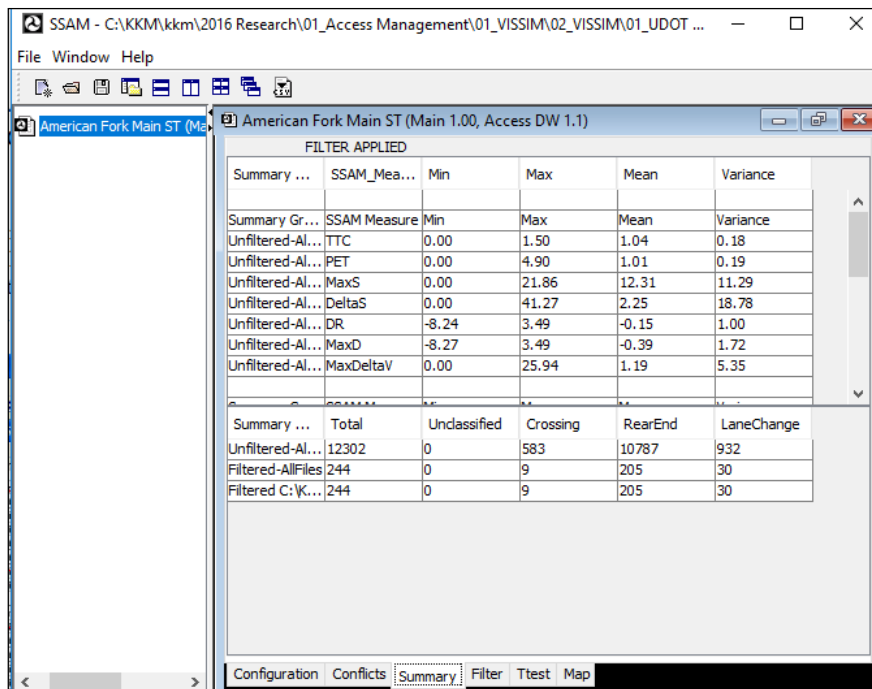 SSAM - C:\KKM\kkm\2016 Research\01_Access Management\01_VISSIM\02_VISSIM\01_UDOT ...
File Window Help
American Fork Main ST (Ma
American Fork Main ST (Main 1.00, Access DW 1.1)
FILTER APPLIED
Summary ... SSAM_Mea... Min Max Mean Variance
Summary Gr... SSAM Measure Min Max Mean Variance
Unfiltered-Al... TTC 0.00 1.50 1.04 0.18
Unfiltered-Al... PET 0.00 4.90 1.01 0.19
Unfiltered-Al... MaxS 0.00 21.86 12.31 11.29
Unfiltered-Al... DeltaS 0.00 41.27 2.25 18.78
Unfiltered-Al... DR -8.24 3.49 -0.15 1.00
Unfiltered-Al... MaxD -8.27 3.49 -0.39 1.72
Unfiltered-Al... MaxDeltaV 0.00 25.94 1.19 5.35
Summary ... Total Unclassified Crossing RearEnd LaneChange
Unfiltered-Al... 12302 0 583 10787 932
Filtered-AllFiles 244 0 9 205 30
Filtered C:\K... 244 0 9 205 30
Configuration Conflicts Summary Filter Ttest Map